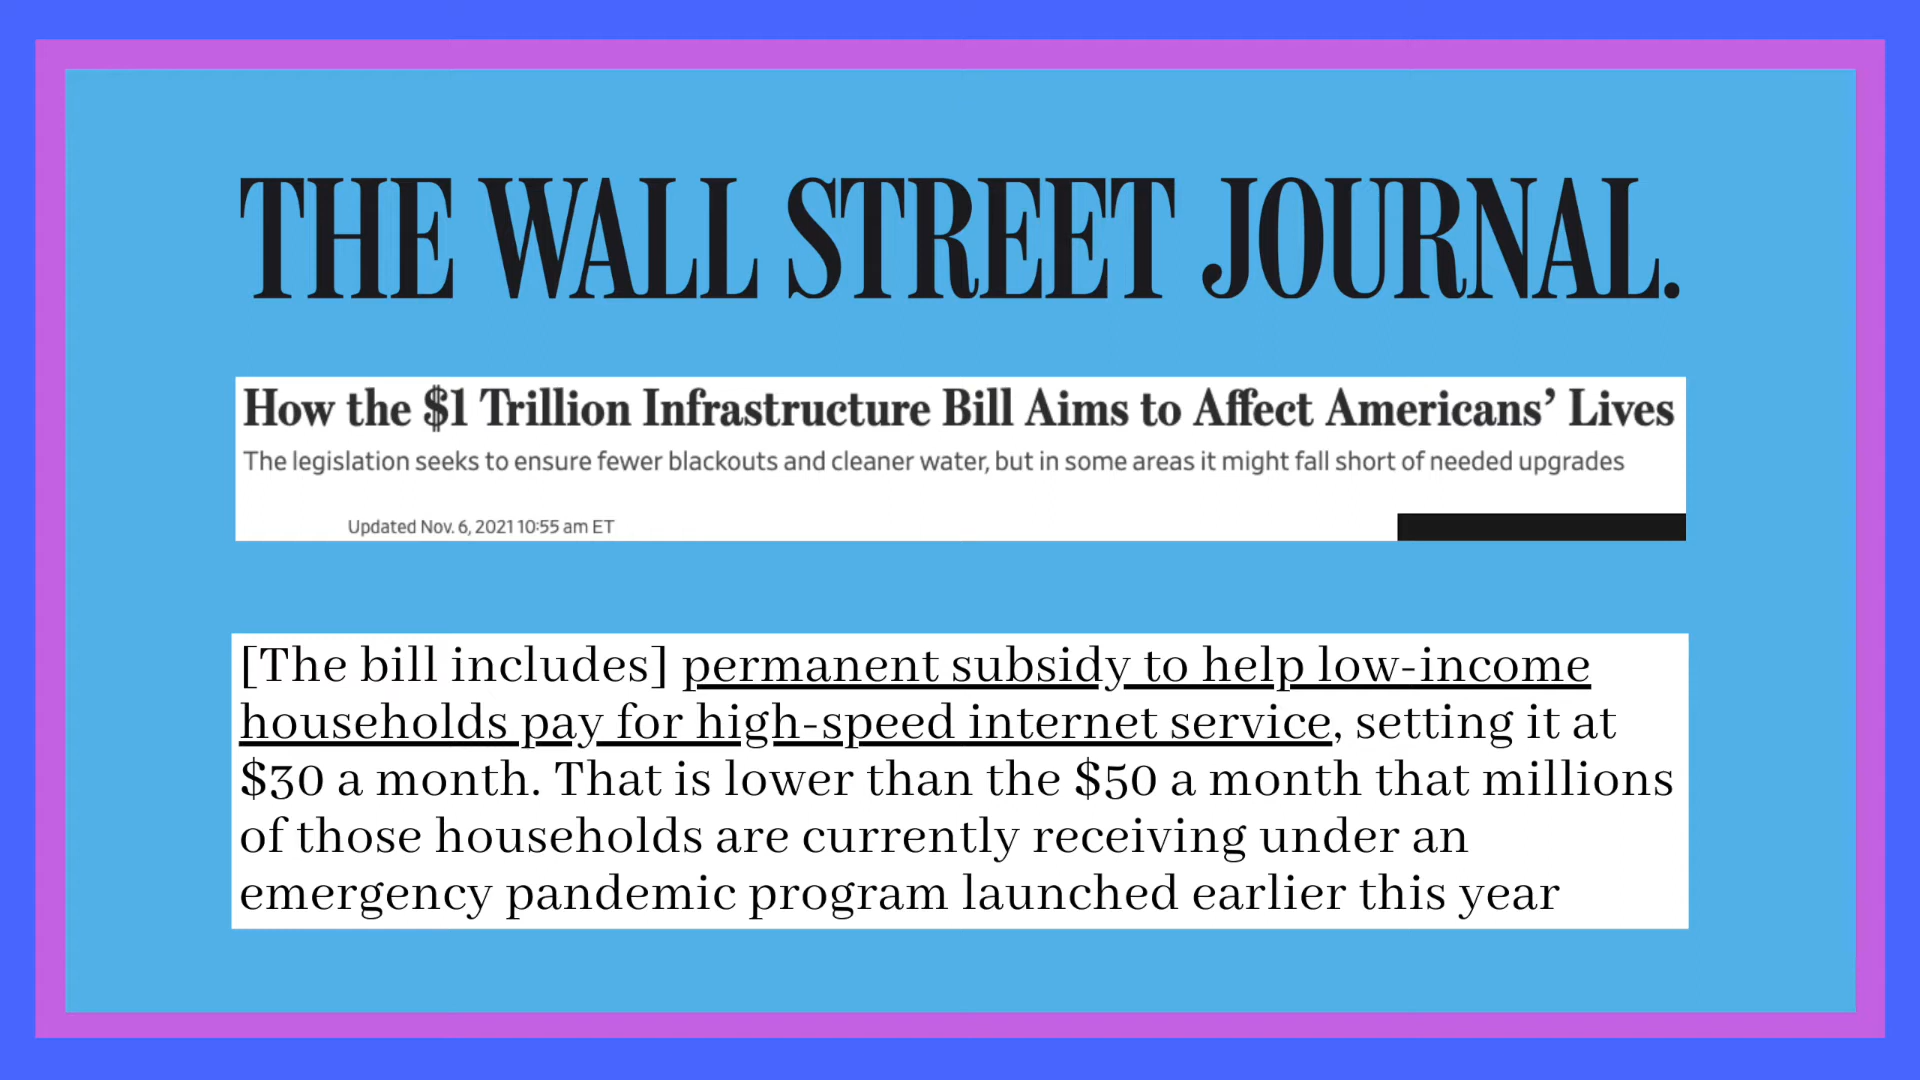 THE WALL STREET JOURNAL.
How the $1 Trillion Infrastructure Bill Aims to Affect Americans’ Lives
The legislation seeks to ensure fewer blackouts and cleaner water, but in some areas it might fall short of needed upgrades
Updated Nov. 6, 2021 10:55 am ET
[The bill includes] permanent subsidy to help low-income
households pay for high-speed internet service, setting it at
$30 a month. That is lower than the $50 a month that millions
of those households are currently receiving under an
emergency pandemic program launched earlier this year